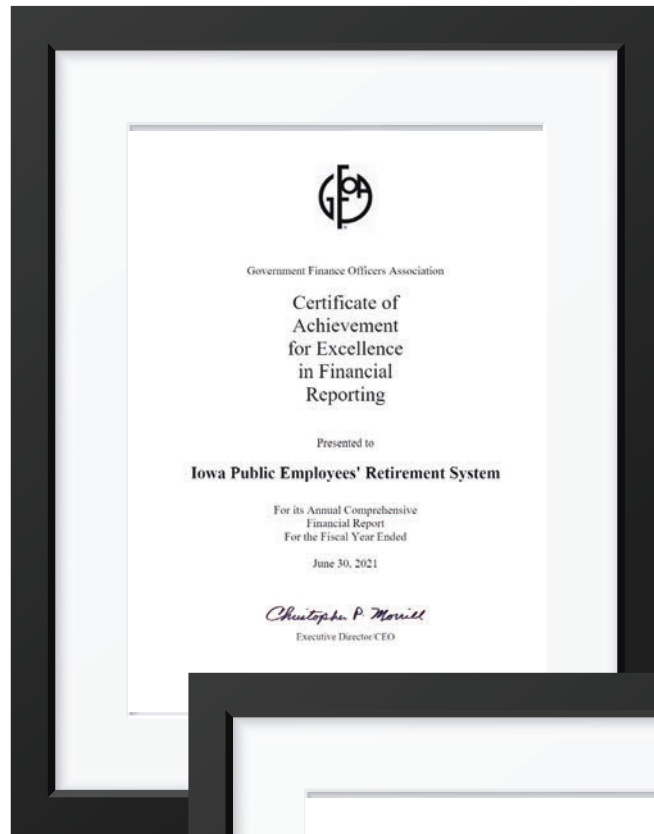 GFOA
Government Finance Officers Association
Certificate of
Achievement
for Excellence
in Financial
Reporting
Presented to
Iowa Public Employees' Retirement System
For its Annual Comprehensive
Financial Report
For the Fiscal Year Ended
June 30, 2021
Christopher P. Morrill
Executive Director/CEO